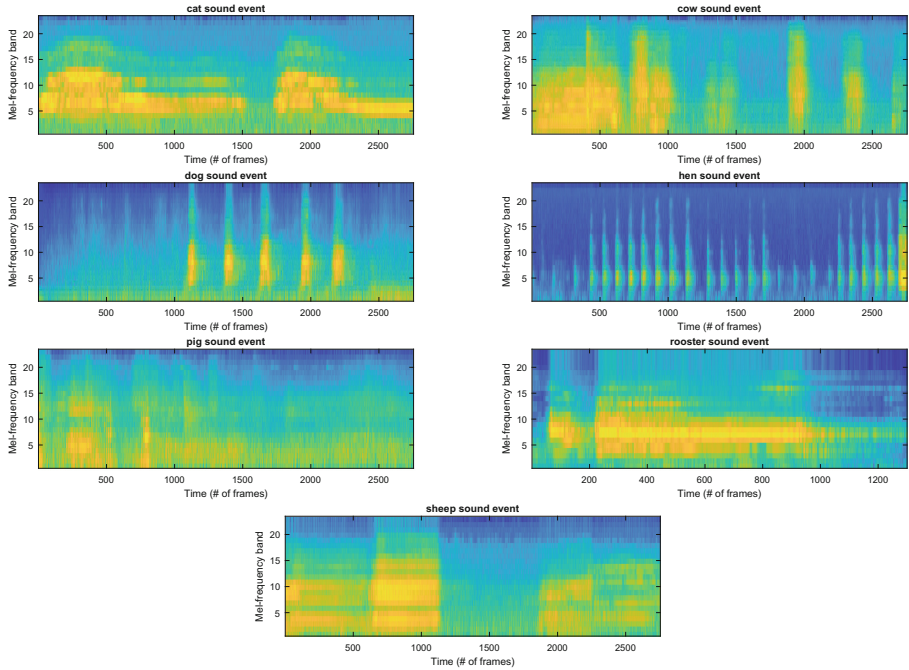 cat sound event
Mel-frequency band
20
15
10
5
500 1000 1500 2000 2500
Time (# of frames)
cow sound event
Mel-frequency band
20
15
10
5
500 1000 1500 2000 2500
Time (# of frames)
dog sound event
Mel-frequency band
20
15
10
5
500 1000 1500 2000 2500
Time (# of frames)
hen sound event
Mel-frequency band
20
15
10
5
500 1000 1500 2000 2500
Time (# of frames)
pig sound event
Mel-frequency band
20
15
10
5
500 1000 1500 2000 2500
Time (# of frames)
rooster sound event
Mel-frequency band
20
15
10
5
200 400 600 800 1000 1200
Time (# of frames)
sheep sound event
Mel-frequency band
20
15
10
5
500 1000 1500 2000 2500
Time (# of frames)